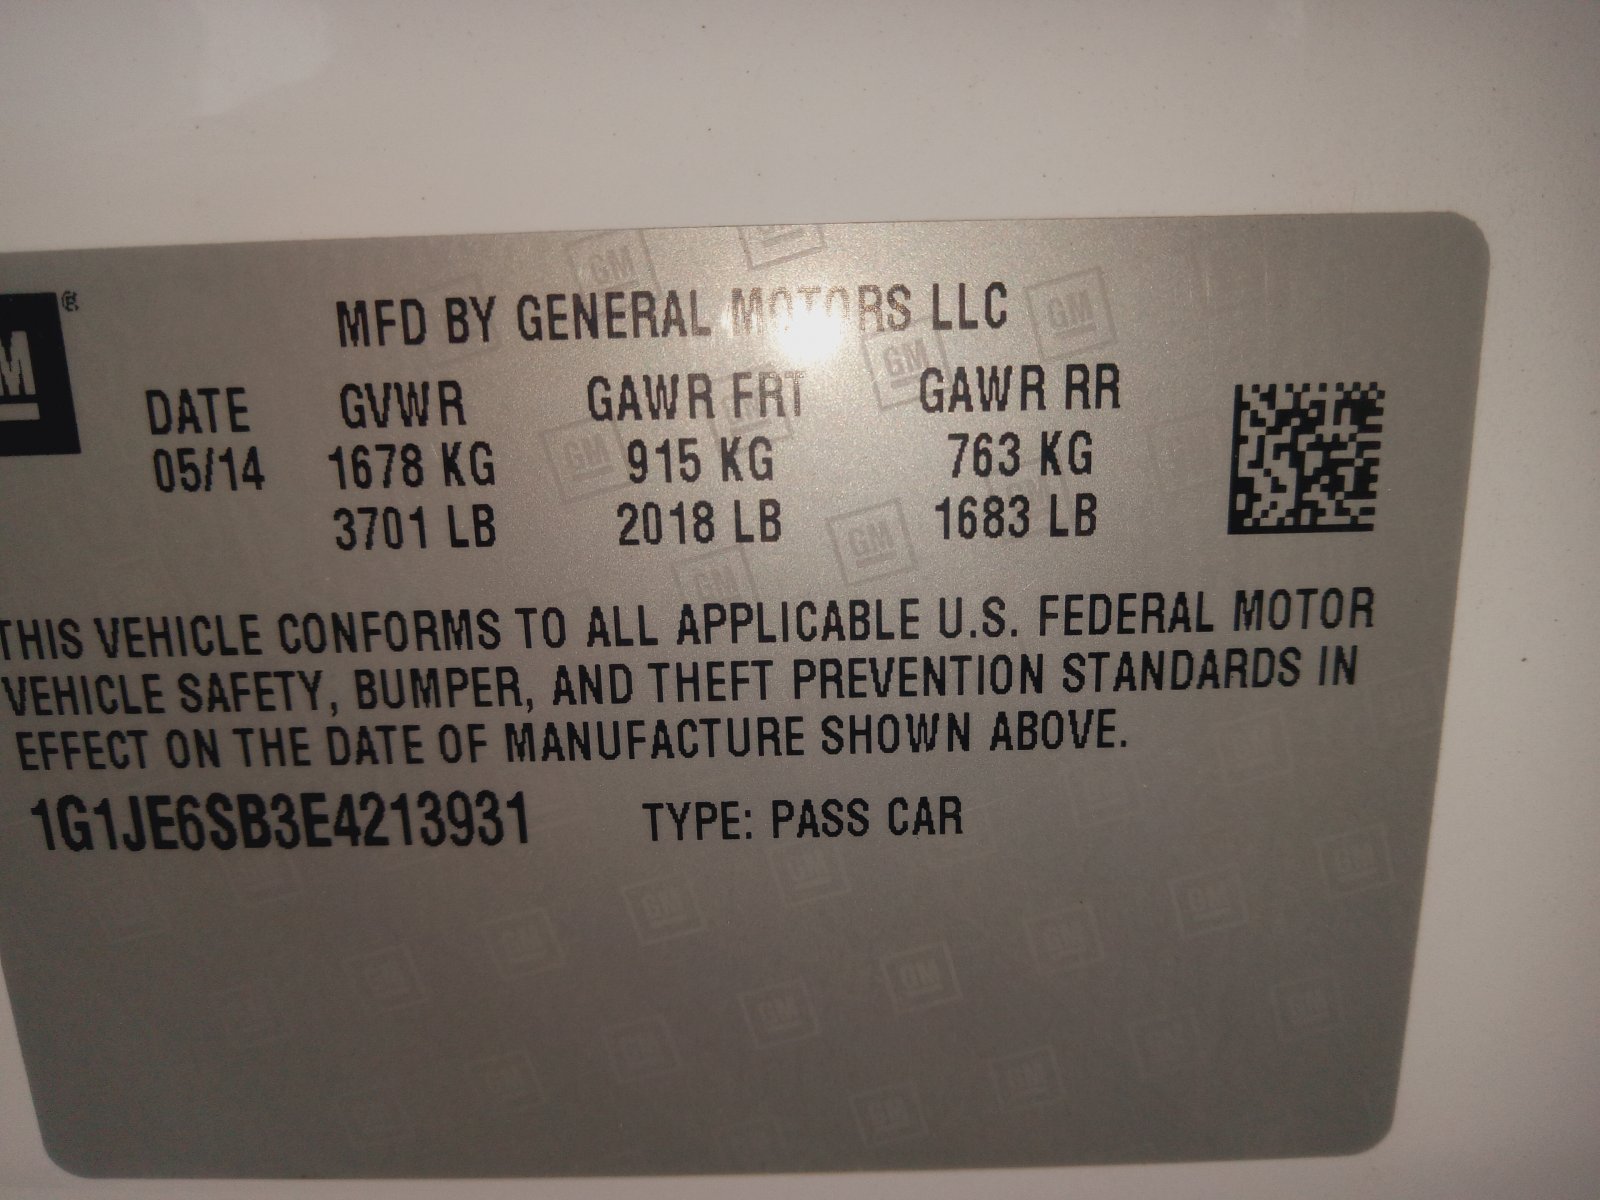 M ®
MFD BY GENERAL MOTORS LLC
DATE GVWR GAWR FRT GAWR RR
05/14 1678 KG 915 KG 763 KG
3701 LB 2018 LB 1683 LB
THIS VEHICLE CONFORMS TO ALL APPLICABLE U.S. FEDERAL MOTOR
VEHICLE SAFETY, BUMPER, AND THEFT PREVENTION STANDARDS IN
EFFECT ON THE DATE OF MANUFACTURE SHOWN ABOVE.
1G1JE6SB3E4213931 TYPE: PASS CAR